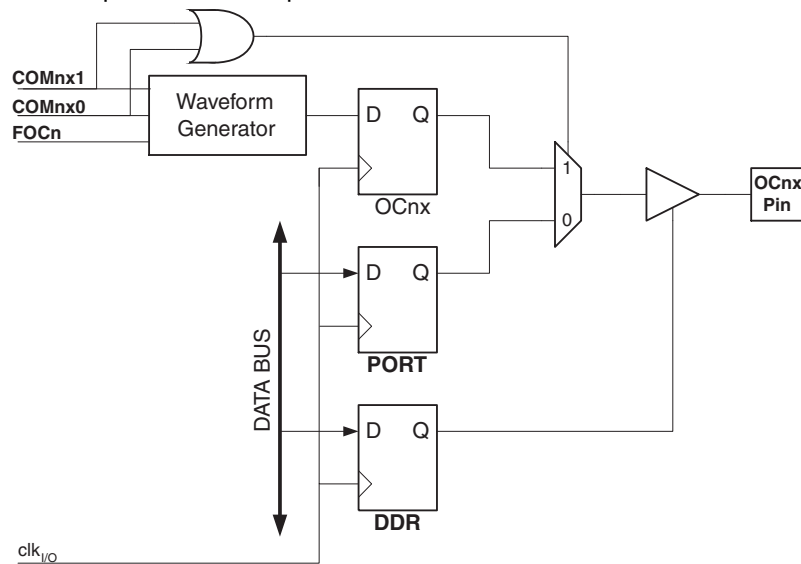 COMnx1
COMnx0
FOCn
Waveform
Generator
D Q
OCnx
1
0
OCnx
Pin
D Q
PORT
DATA BUS
D Q
DDR
clkI/O